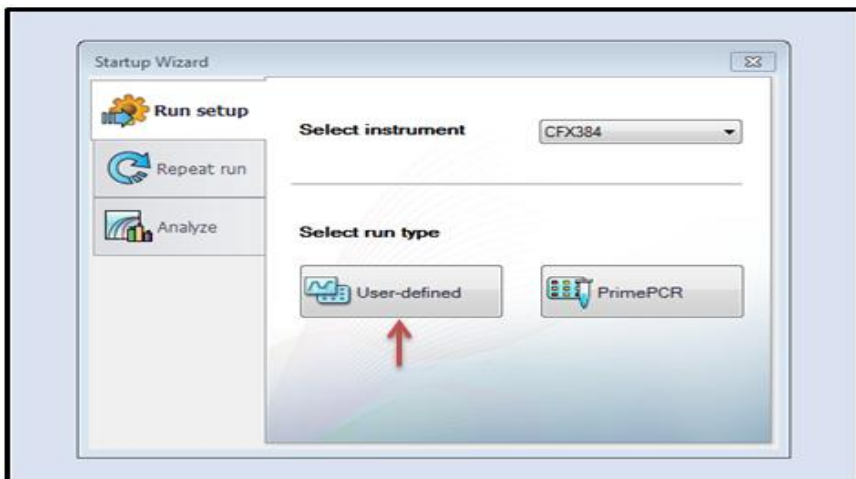 Startup Wizard
Run setup
Select instrument
CFX384
Repeat run
Analyze
Select run type
User-defined
PrimePCR